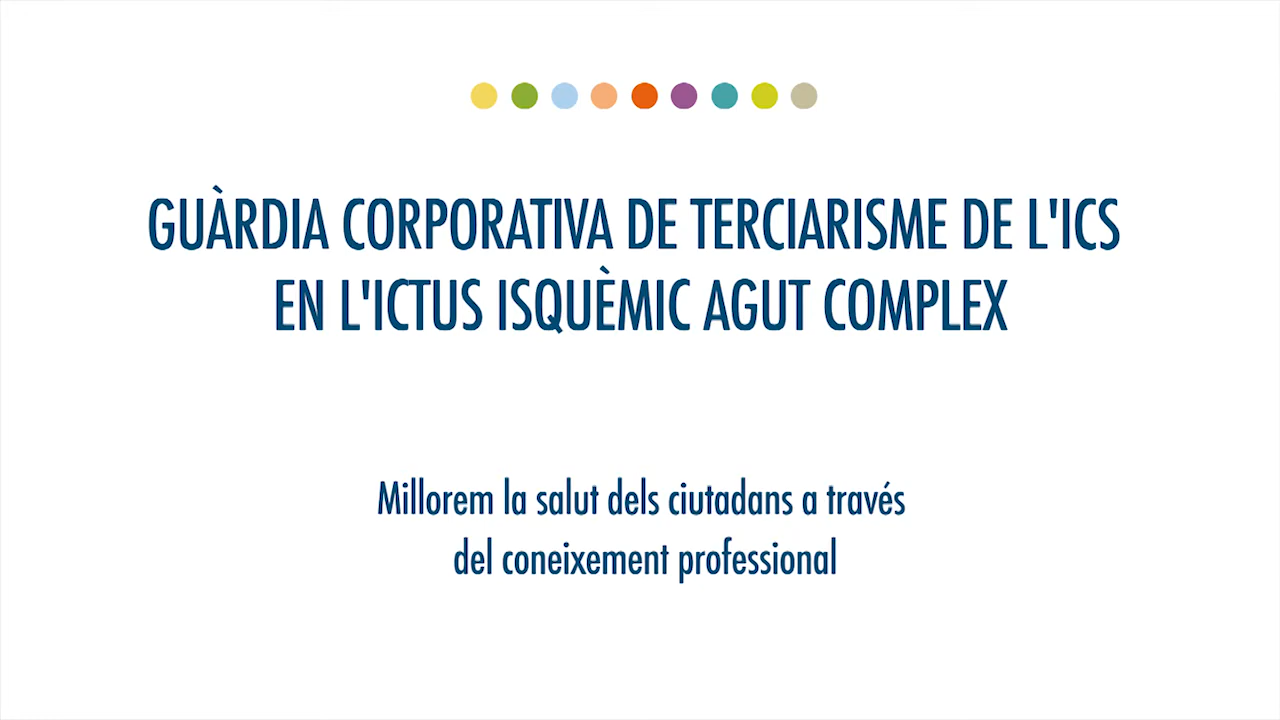 GUÀRDIA CORPORATIVA DE TERCIARISME DE L'ICS
EN L'ICTUS ISQUÈMIC AGUT COMPLEX
Millorem la salut dels ciutadans a través
del coneixement professional